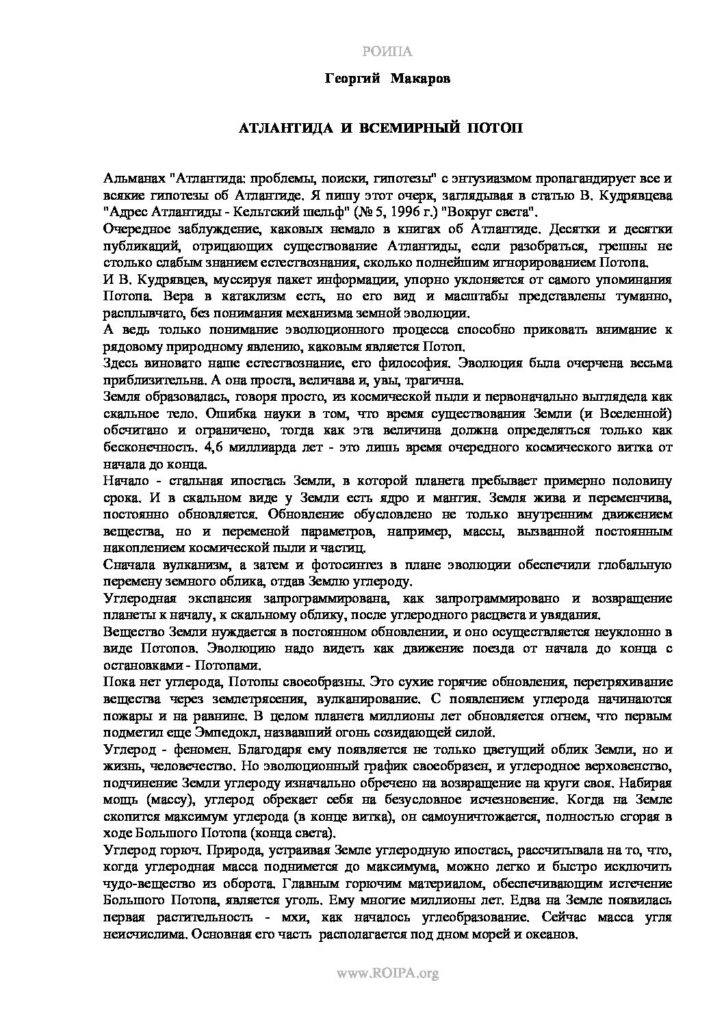 РОИПА
Георгий Макаров
АТЛАНТИДА И ВСЕМИРНЫЙ ПОТОП
Альманах "Атлантида: проблемы, поиски, гипотезы" с энтузиазмом пропагандирует все и
всякие гипотезы об Атлантиде. Я пишу этот очерк, заглядывая в статью В. Кудрявцева
"Адрес Атлантиды - Кельтский шельф" (№ 5, 1996 г.) "Вокруг света".
Очередное заблуждение, каковых немало в книгах об Атлантиде. Десятки и десятки
публикаций, отрицающих существование Атлантиды, если разобраться, грешны не
столько слабым знанием естествознания, сколько полнейшим игнорированием Потопа.
И В. Кудрявцев, муссируя пакет информации, упорно уклоняется от самого упоминания
Потопа. Вера в катаклизм есть, но его вид и масштабы представлены туманно,
расплывчато, без понимания механизма земной эволюции.
А ведь только понимание эволюционного процесса способно приковать внимание к
рядовому природному явлению, каковым является Потоп.
Здесь виновато наше естествознание, его философия. Эволюция была очерчена весьма
приблизительна. А она проста, величава и, увы, трагична.
Земля образовалась, говоря просто, из космической пыли и первоначально выглядела как
скальное тело. Ошибка науки в том, что время существования Земли (и Вселенной)
обсчитано и ограничено, тогда как эта величина должна определяться только как
бесконечность. 4,6 миллиарда лет - это лишь время очередного космического витка от
начала до конца.
Начало - стальная ипостась Земли, в которой планета пребывает примерно половину
срока. И в скальном виде у Земли есть ядро и мантия. Земля жива и переменчива,
постоянно обновляется. Обновление обусловлено не только внутренним движением
вещества, но и переменой параметров, например, массы, вызванной постоянным
накоплением космической пыли и частиц.
Сначала вулканизм, а затем и фотосинтез в плане эволюции обеспечили глобальную
перемену земного облика, отдав Землю углероду.
Углеродная экспансия запрограммирована, как запрограммировано и возвращение
планеты к началу, к скальному облику, после углеродного расцвета и увядания.
Вещество Земли нуждается в постоянном обновлении, и оно осуществляется неуклонно в
виде Потопов. Эволюцию надо видеть как движение поезда от начала до конца с
остановками - Потопами.
Пока нет углерода, Потопы своеобразны. Это сухие горячие обновления, перетряхивание
вещества через землетрясения, вулканирование. С появлением углерода начинаются
пожары и на равнине. В целом планета миллионы лет обновляется огнем, что первым
подметил еще Эмпедокл, назвавший огонь созидающей силой.
Углерод - феномен. Благодаря ему появляется не только цветущий облик Земли, но и
жизнь, человечество. Но эволюционный график своеобразен, и углеродное верховенство,
подчинение Земли углероду изначально обречено на возвращение на круги своя. Набирая
мощь (массу), углерод обрекает себя на безусловное исчезновение. Когда на Земле
скопится максимум углерода (в конце витка), он самоуничтожается, полностью сгорая в
ходе Большого Потопа (конца света).
Углерод горюч. Природа, устраивая Земле углеродную ипостась, рассчитывала на то, что,
когда углеродная масса поднимется до максимума, можно легко и быстро исключить
чудо-вещество из оборота. Главным горючим материалом, обеспечивающим истечение
Большого Потопа, является уголь. Ему многие миллионы лет. Едва на Земле появилась
первая растительность - мхи, как началось углеобразование. Сейчас масса угля
неисчислима. Основная его часть располагается под дном морей и океанов.
www.ROIPA.org